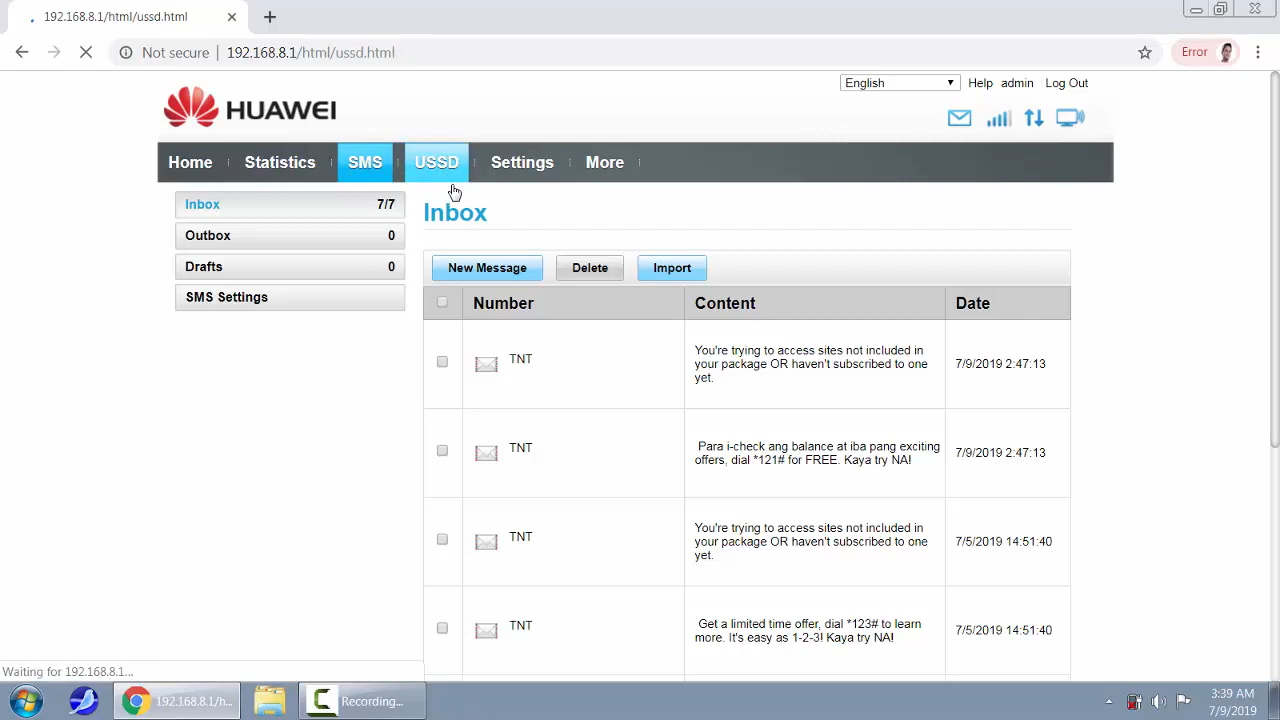 192.168.8.1/html/ussd.html
Not secure | 192.168.8.1/html/ussd.html
Error
English
Help admin Log Out
HUAWEI
Home Statistics SMS USSD Settings More
Inbox 7/7
Outbox 0
Drafts 0
SMS Settings
Inbox
New Message Delete Import
Number Content Date
TNT
You're trying to access sites not included in
your package OR haven't subscribed to one
yet.
7/9/2019 2:47:13
TNT
Para i-check ang balance at iba pang exciting
offers, dial *121# for FREE. Kaya try NA!
7/9/2019 2:47:13
TNT
You're trying to access sites not included in
your package OR haven't subscribed to one
yet.
7/5/2019 14:51:40
TNT
Get a limited time offer, dial *123# to learn
more. It's easy as 1-2-3! Kaya try NA!
7/5/2019 14:51:40
Waiting for 192.168.8.1...
192.168.8.1/h...
Recording...
3:39 AM
7/9/2019